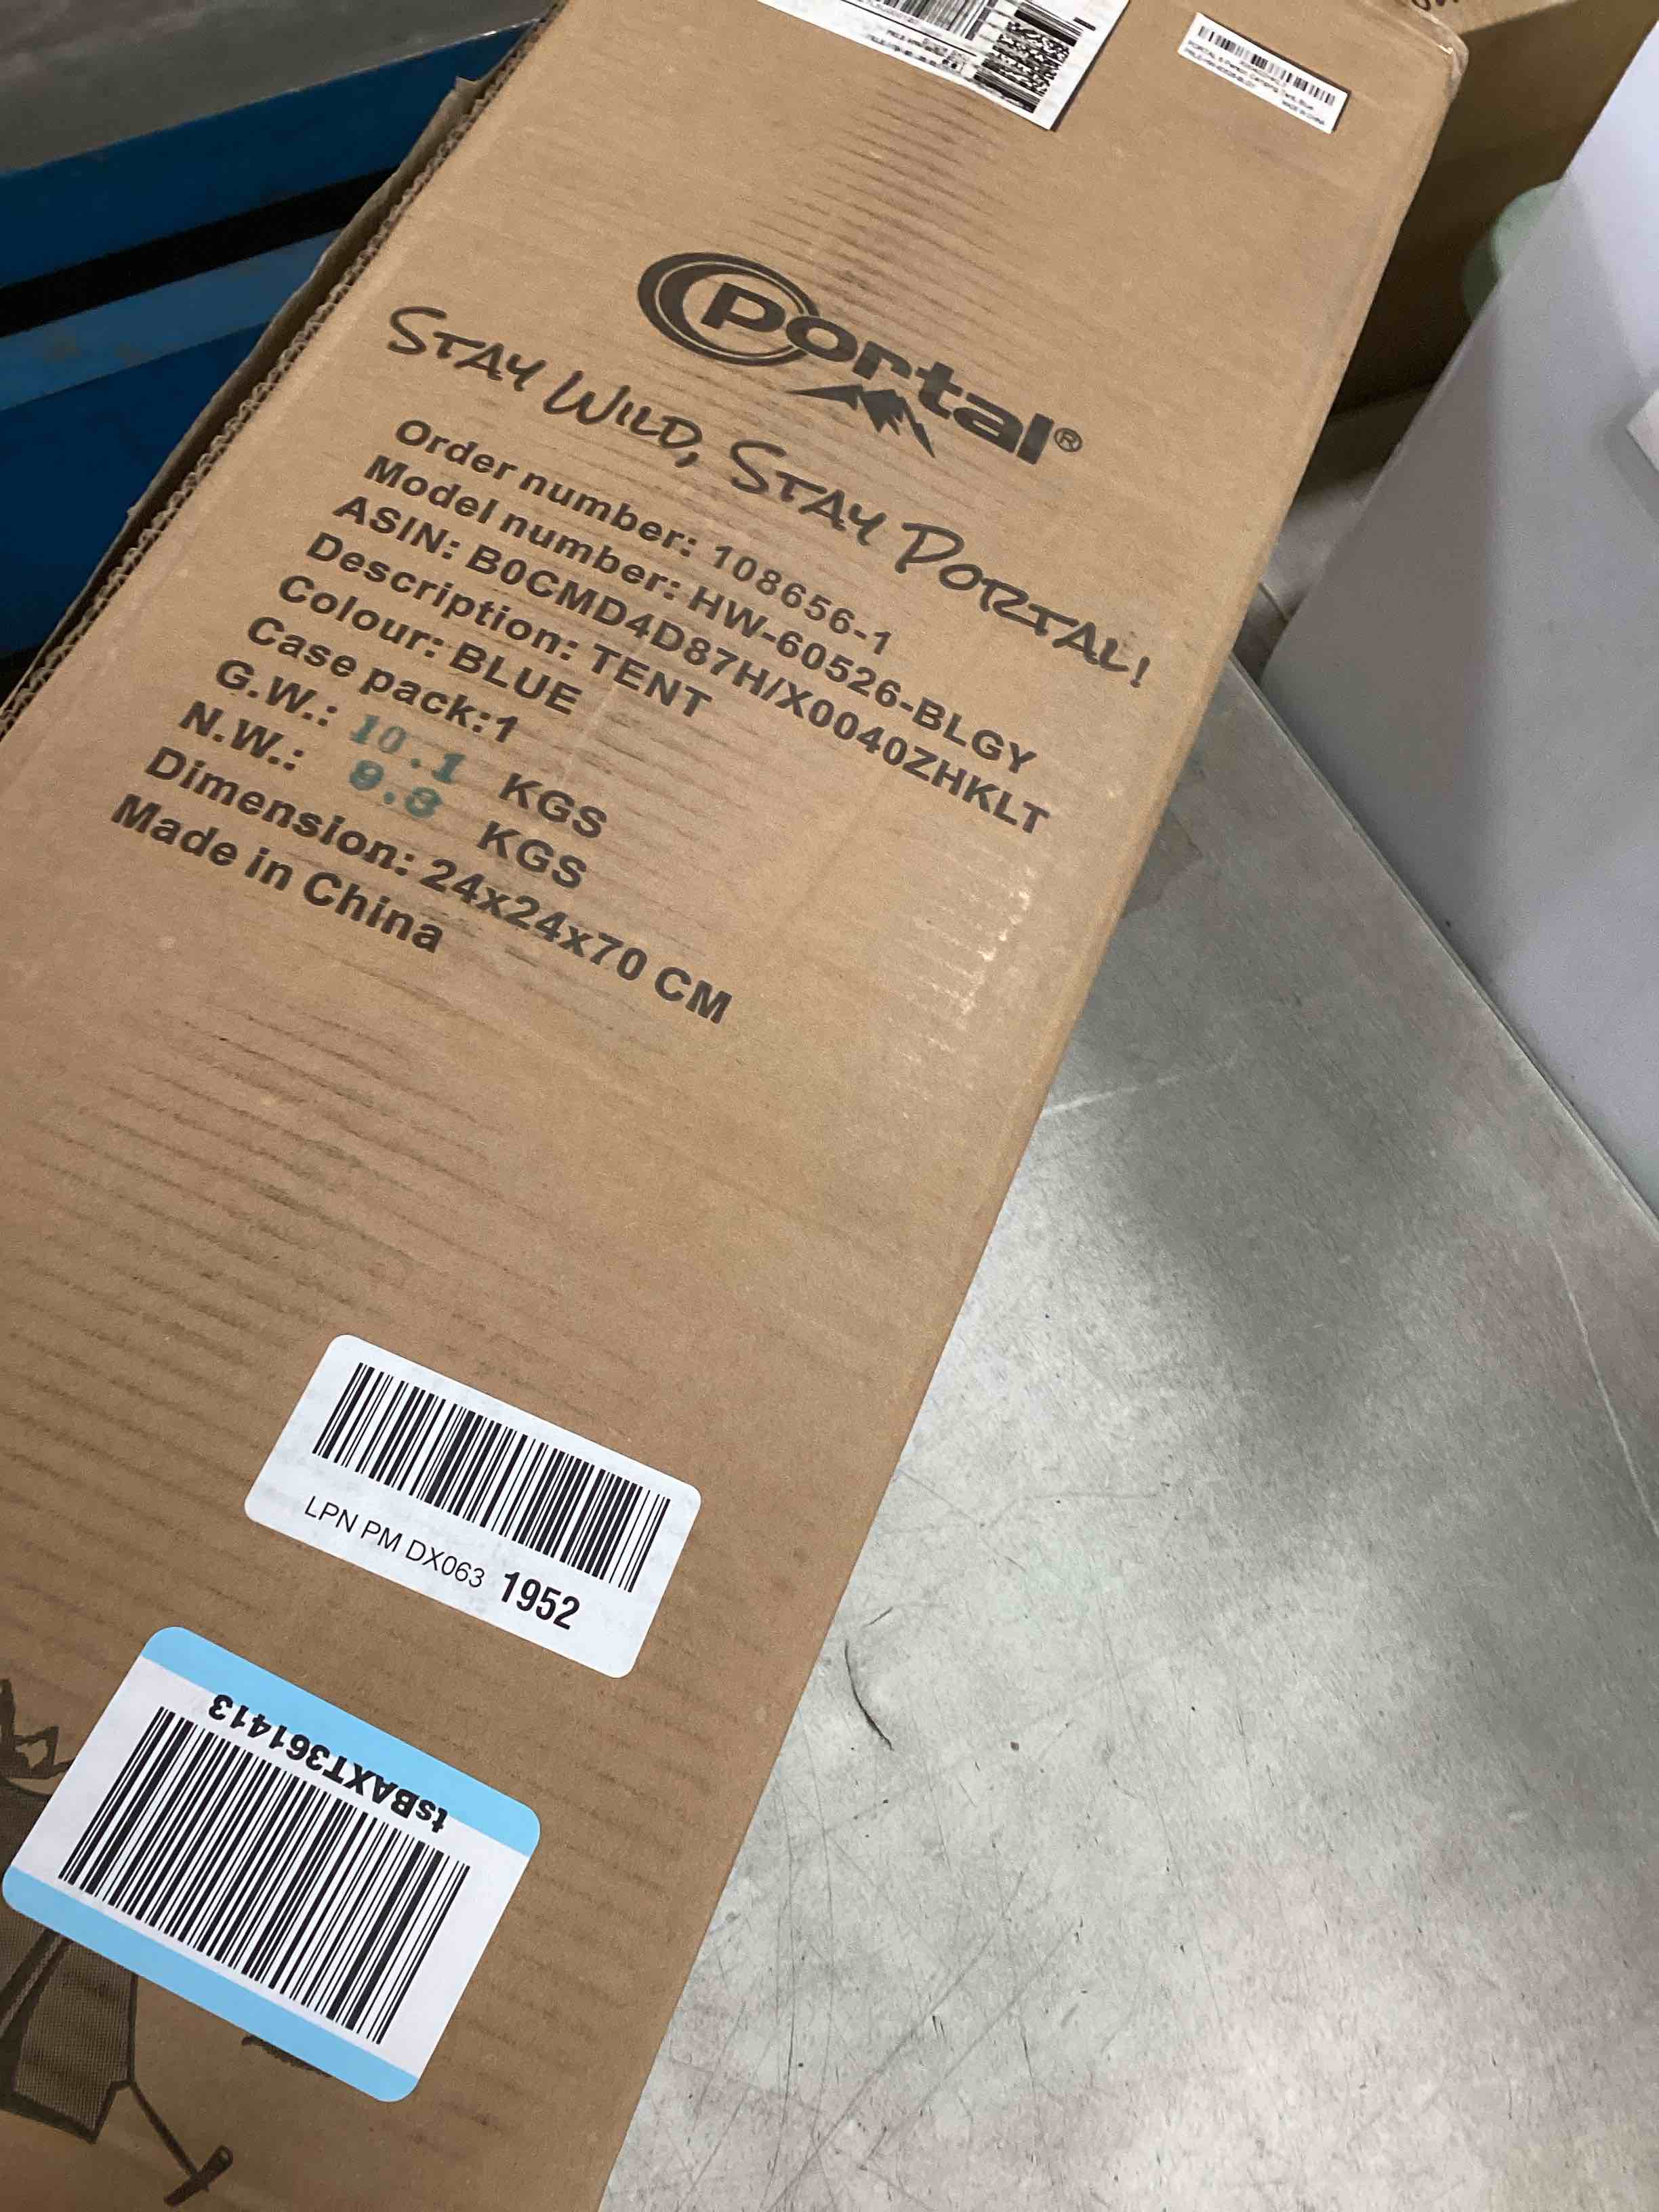 Portal®
STAY WILD, STAY PORTAL!
Order number: 108656-1
Model number: HW-60526-BLGY
ASIN: B0CMD4D87H/X0040ZHKLT
Description: TENT
Colour: BLUE
Case pack:1
G.W.: 10.1 KGS
N.W.: 9.8 KGS
Dimension: 24x24x70 CM
Made in China
LPN PM DX063 1952
tsBAXT361413